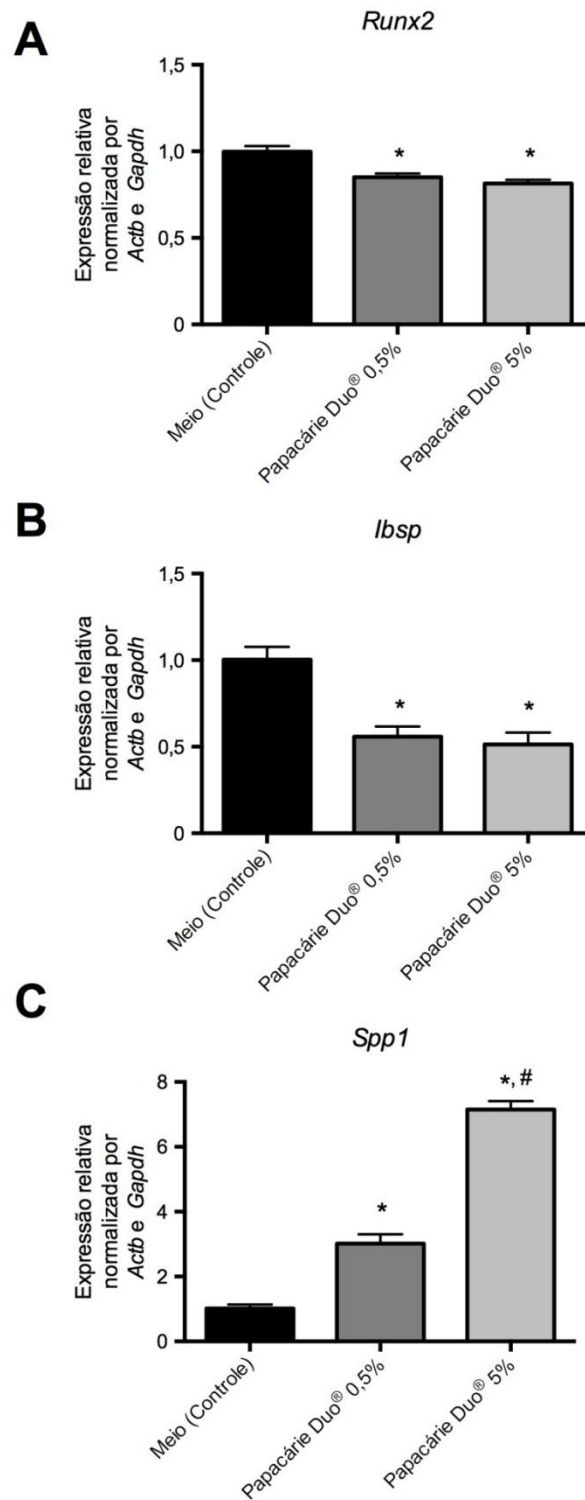 A
Runx2
Expressão relativa
normalizada por
Actb e Gapdh
1,5
1,0
0,5
0
*
*
Meio (Controle)
Papacárie Duo® 0,5%
Papacárie Duo® 5%
B
Ibsp
Expressão relativa
normalizada por
Actb e Gapdh
1,5
1,0
0,5
0
*
*
Meio (Controle)
Papacárie Duo® 0,5%
Papacárie Duo® 5%
C
Spp1
Expressão relativa
normalizada por
Actb e Gapdh
8
6
4
2
0
*
*, #
Meio (Controle)
Papacárie Duo® 0,5%
Papacárie Duo® 5%